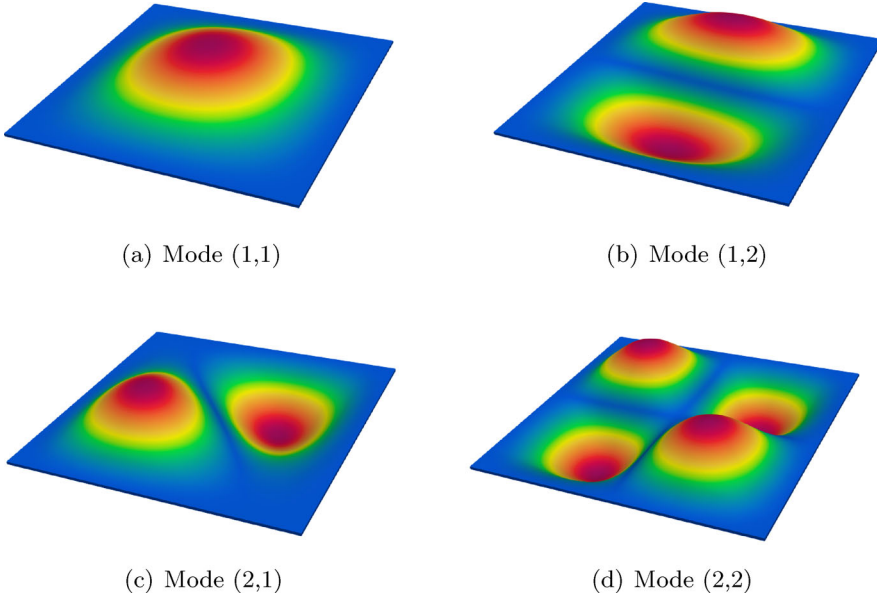 (a) Mode (1,1)
(b) Mode (1,2)
(c) Mode (2,1)
(d) Mode (2,2)